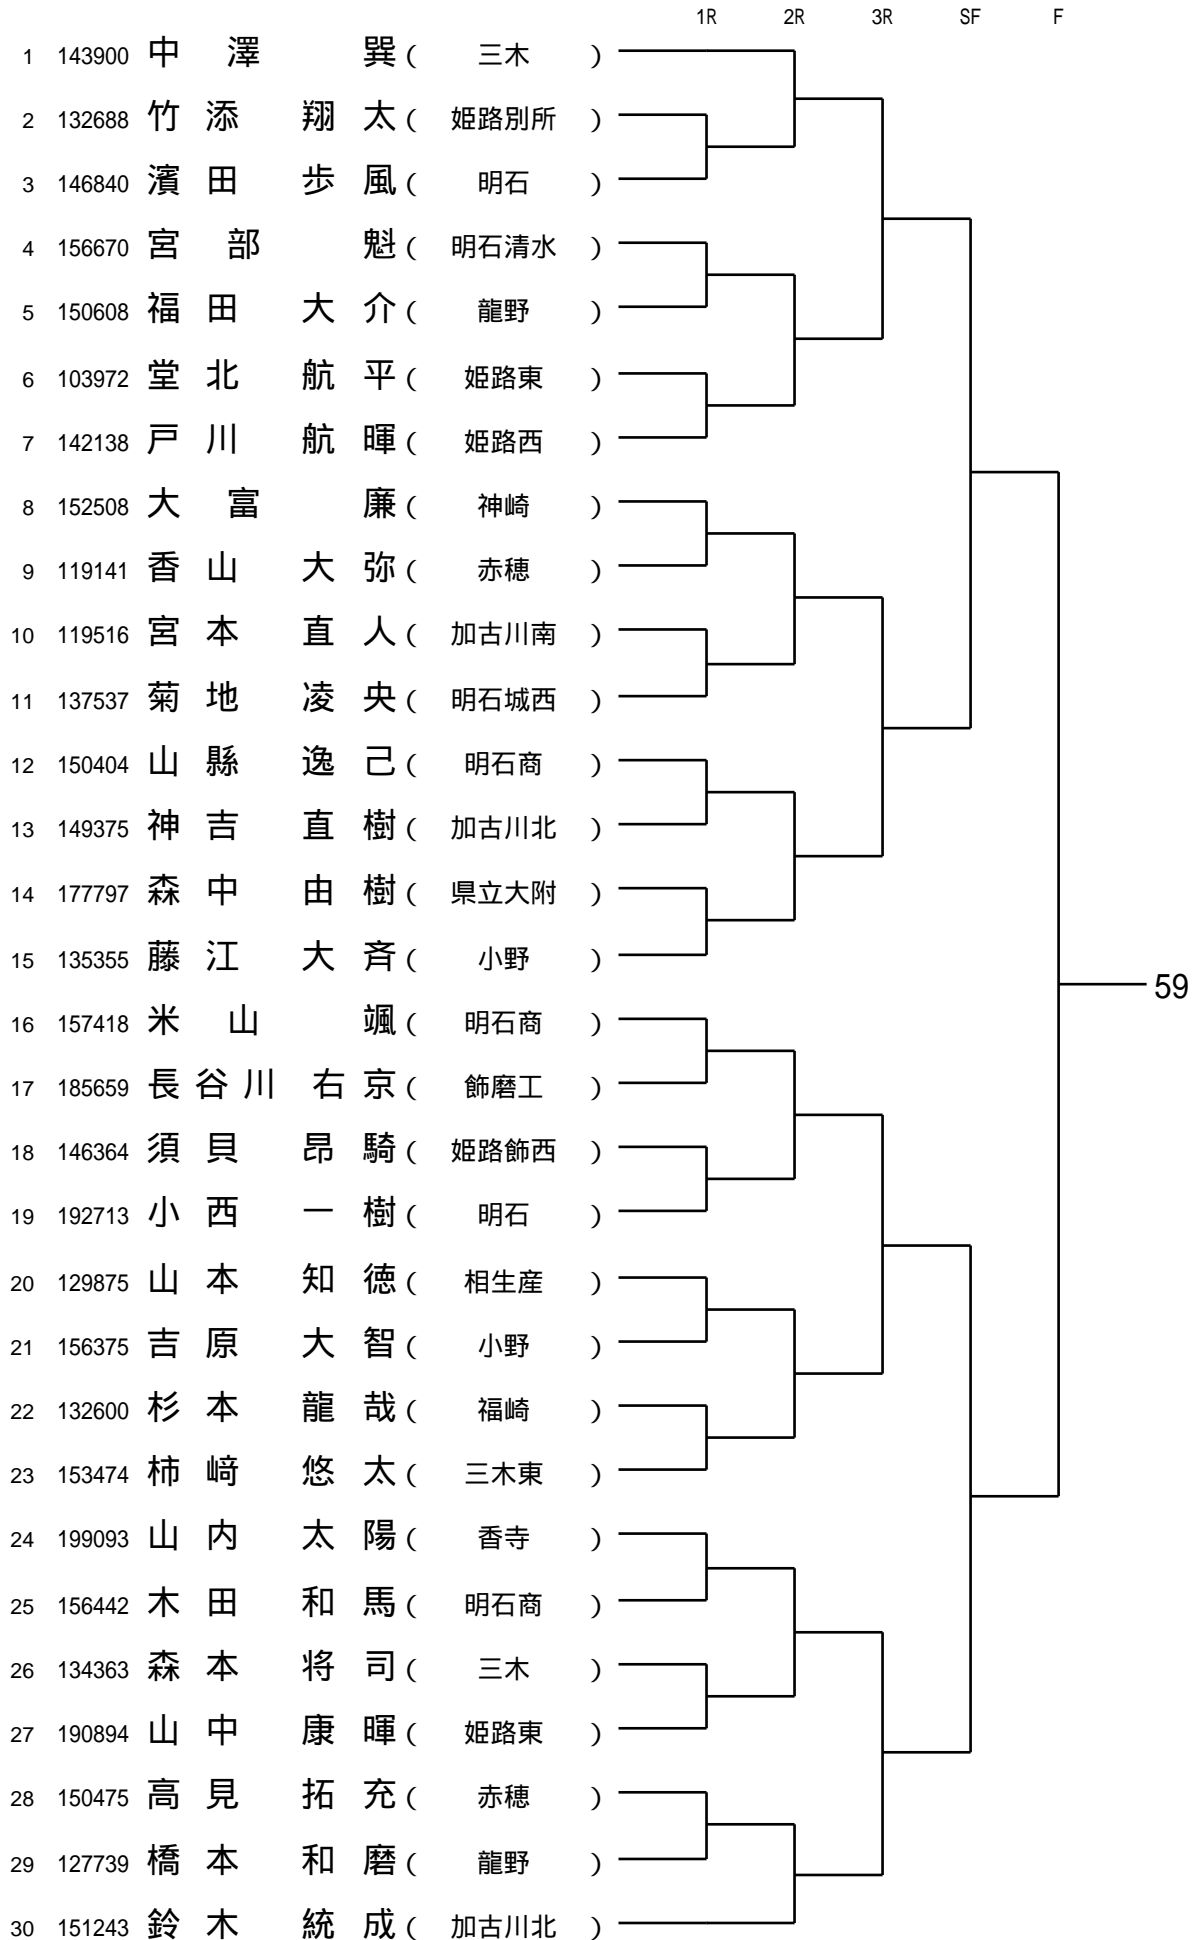 1R 2R 3R SF F
1 143900 中澤 巽 ( 三木 )
2 132688 竹添 翔太 ( 姫路別所 )
3 146840 濱田 歩風 ( 明石 )
4 156670 宮部 魁 ( 明石清水 )
5 150608 福田 大介 ( 龍野 )
6 103972 堂北 航平 ( 姫路東 )
7 142138 戸川 航暉 ( 姫路西 )
8 152508 大富 廉 ( 神崎 )
9 119141 香山 大弥 ( 赤穂 )
10 119516 宮本 直人 ( 加古川南 )
11 137537 菊地 凌央 ( 明石城西 )
12 150404 山縣 逸己 ( 明石商 )
13 149375 神吉 直樹 ( 加古川北 )
14 177797 森中 由樹 ( 県立大附 )
15 135355 藤江 大斉 ( 小野 )
59
16 157418 米山 颯 ( 明石商 )
17 185659 長谷川 右京 ( 飾磨工 )
18 146364 須貝 昂騎 ( 姫路飾西 )
19 192713 小西 一樹 ( 明石 )
20 129875 山本 知徳 ( 相生産 )
21 156375 吉原 大智 ( 小野 )
22 132600 杉本 龍哉 ( 福崎 )
23 153474 柿﨑 悠太 ( 三木東 )
24 199093 山内 太陽 ( 香寺 )
25 156442 木田 和馬 ( 明石商 )
26 134363 森本 将司 ( 三木 )
27 190894 山中 康暉 ( 姫路東 )
28 150475 高見 拓充 ( 赤穂 )
29 127739 橋本 和磨 ( 龍野 )
30 151243 鈴木 統成 ( 加古川北 )